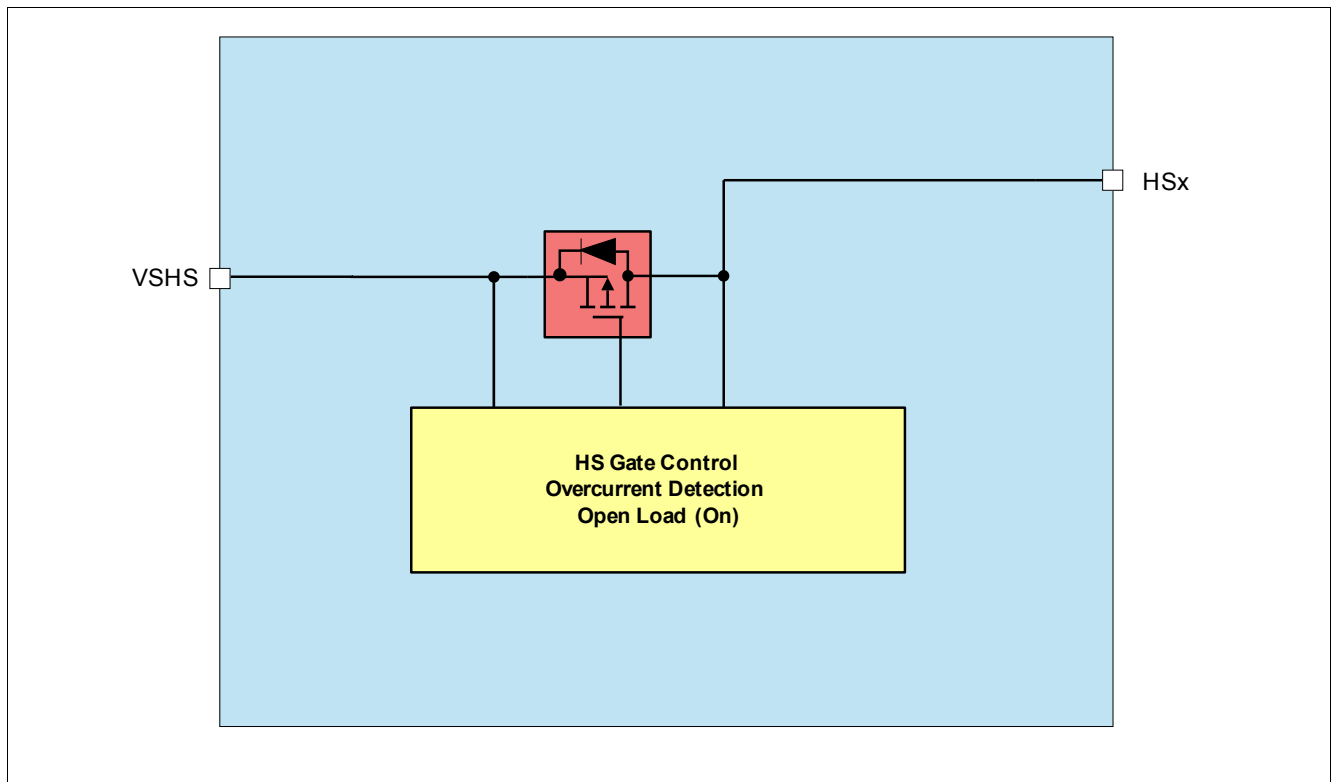 HSx
VSHS
HS Gate Control
Overcurrent Detection
Open Load (On)